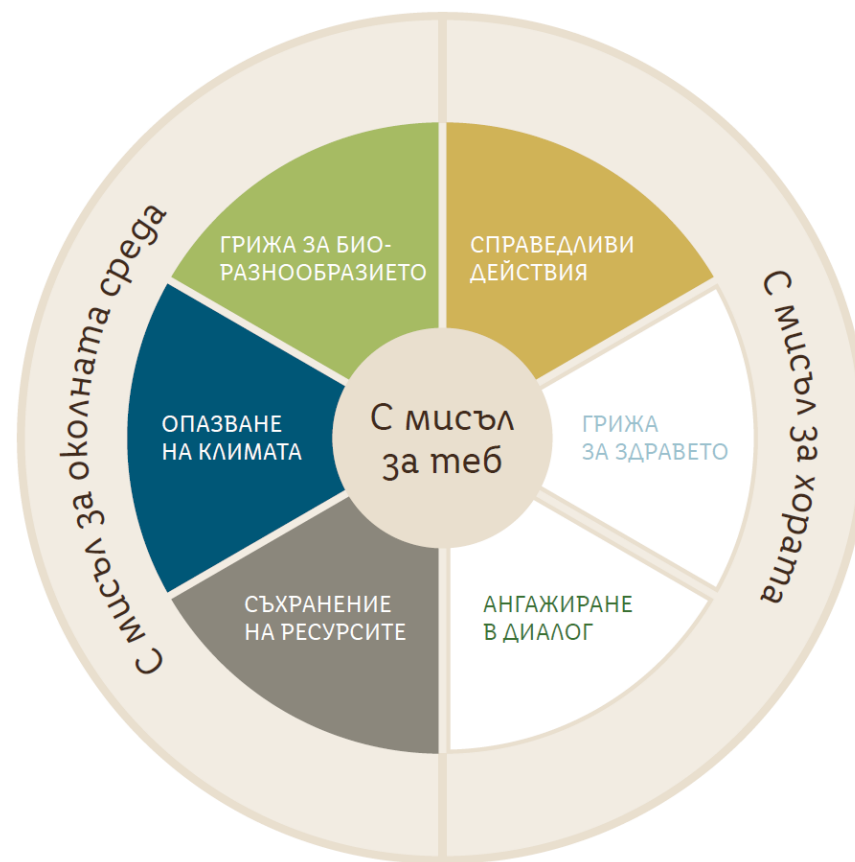 С мисъл за околната среда
ГРИЖА ЗА БИО-
РАЗНООБРАЗИЕТО
СПРАВЕДЛИВИ
ДЕЙСТВИЯ
С мисъл за хората
ОПАЗВАНЕ
НА КЛИМАТА
С мисъл
за теб
ГРИЖА
ЗА ЗДРАВЕТО
СЪХРАНЕНИЕ
НА РЕСУРСИТЕ
АНГАЖИРАНЕ
В ДИАЛОГ